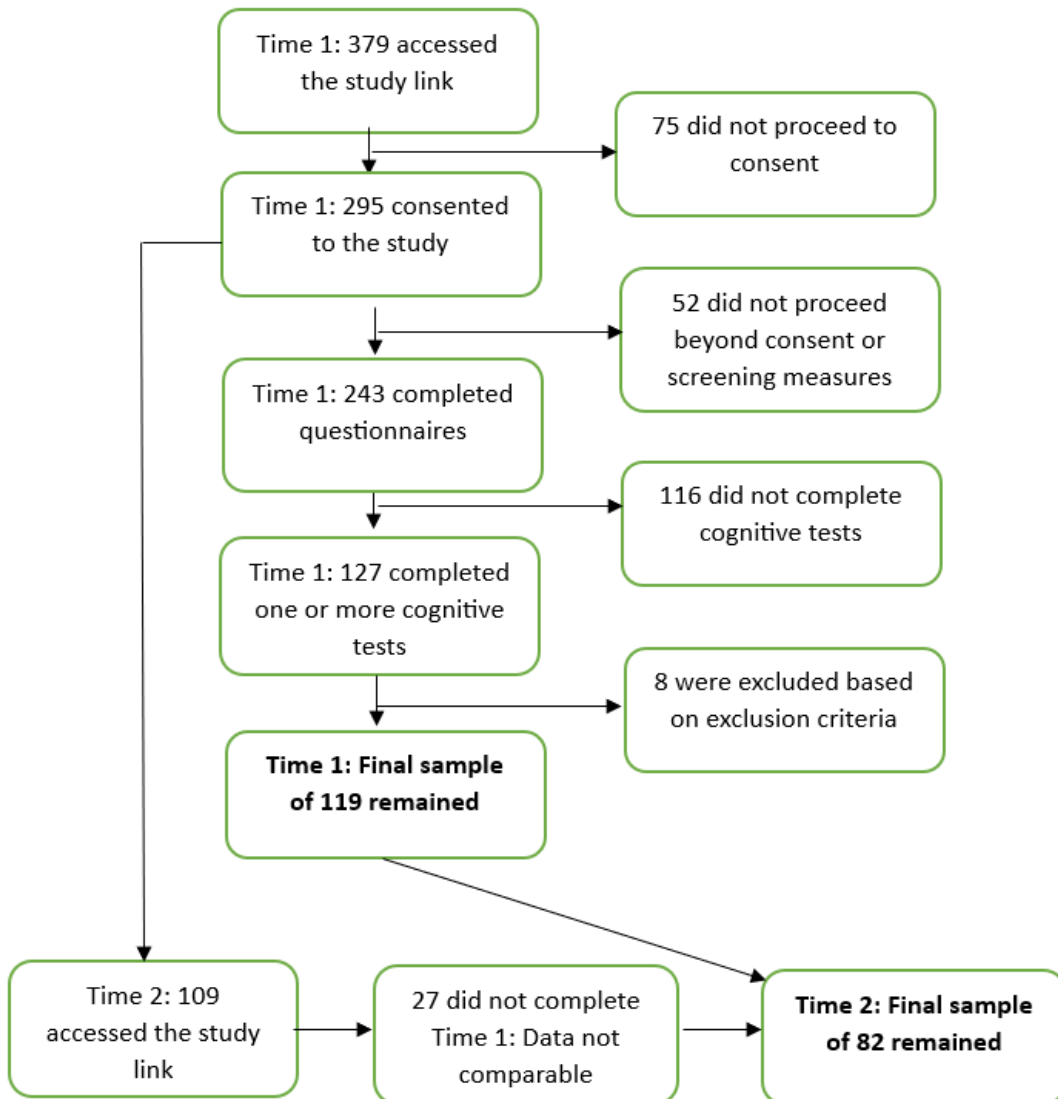 Time 1: 379 accessed
the study link
75 did not proceed to
consent
Time 1: 295 consented
to the study
52 did not proceed
beyond consent or
screening measures
Time 1: 243 completed
questionnaires
116 did not complete
cognitive tests
Time 1: 127 completed
one or more cognitive
tests
8 were excluded based
on exclusion criteria
Time 1: Final sample
of 119 remained
Time 2: 109
accessed the study
link
27 did not complete
Time 1: Data not
comparable
Time 2: Final sample
of 82 remained